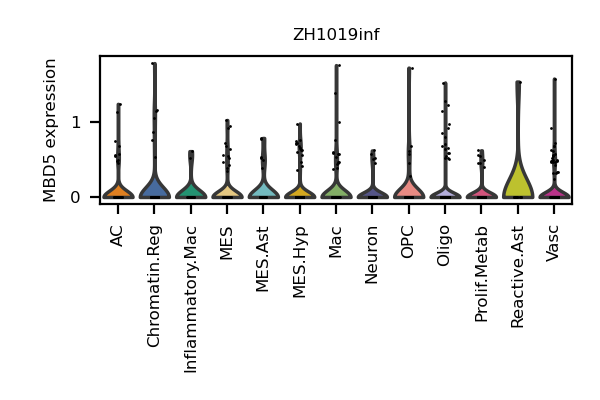 ZH1019inf
MBD5 expression
1
0
AC
Chromatin.Reg
Inflammatory.Mac
MES
MES.Ast
MES.Hyp
Mac
Neuron
OPC
Oligo
Prolif.Metab
Reactive.Ast
Vasc